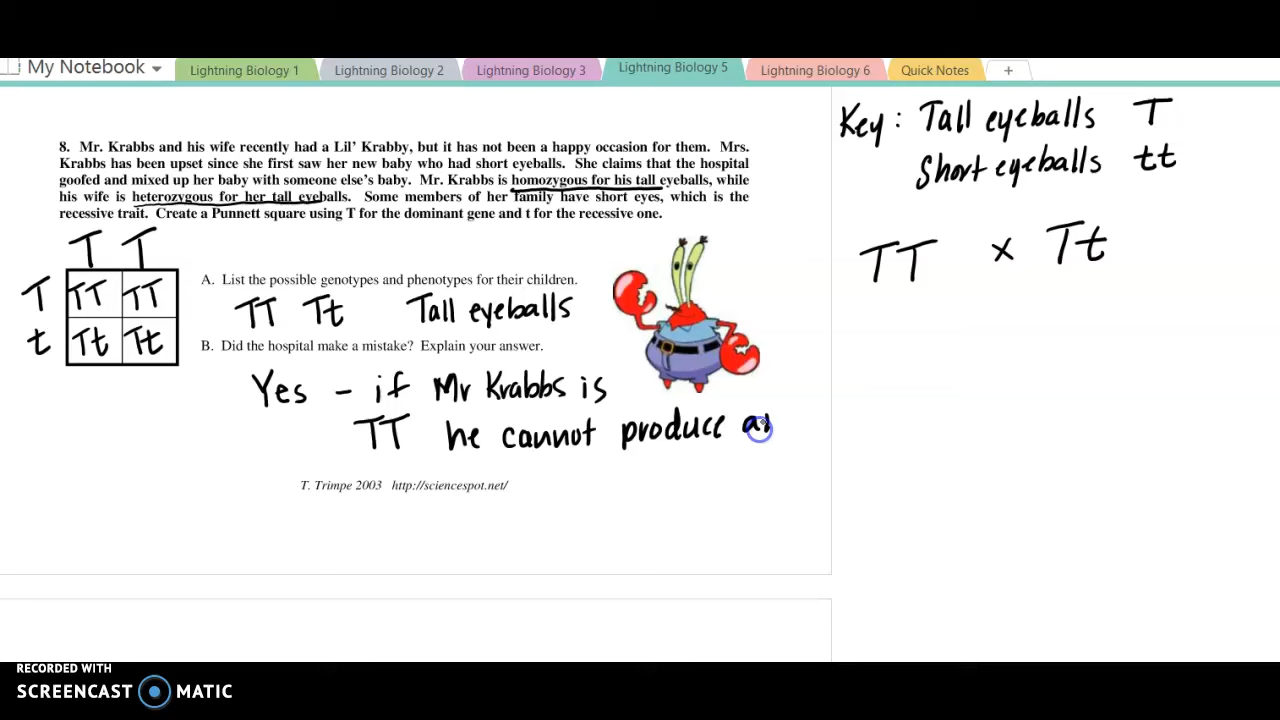 My Notebook
Lightning Biology 1
Lightning Biology 2
Lightning Biology 3
Lightning Biology 5
Lightning Biology 6
Quick Notes
+
8. Mr. Krabbs and his wife recently had a Lil' Krabby, but it has not been a happy occasion for them. Mrs.
Krabbs has been upset since she first saw her new baby who had short eyeballs. She claims that the hospital
goofed and mixed up her baby with someone else's baby. Mr. Krabbs is homozygous for his tall eyeballs, while
his wife is heterozygous for her tall eyeballs. Some members of her family have short eyes, which is the
recessive trait. Create a Punnett square using T for the dominant gene and t for the recessive one.
T T
T TT TT
t Tt Tt
A. List the possible genotypes and phenotypes for their children.
TT Tt Tall eyeballs
B. Did the hospital make a mistake? Explain your answer.
Yes - if Mr Krabbs is
TT he cannot produce
T. Trimpe 2003 http://sciencespot.net/
Key: Tall eyeballs T
Short eyeballs tt
TT x Tt
RECORDED WITH
SCREENCAST MATIC